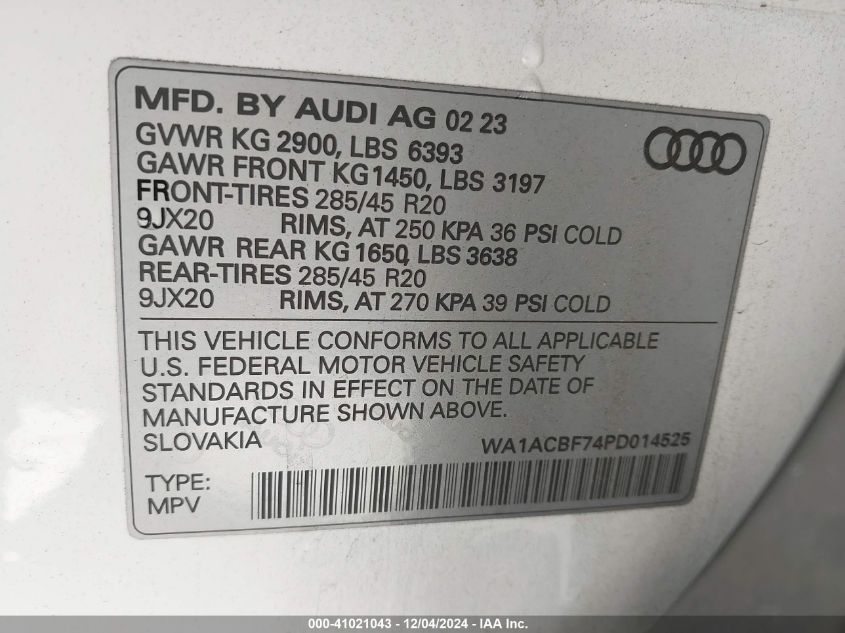 MFD. BY AUDI AG 02 23
GVWR KG 2900, LBS 6393
GAWR FRONT KG1450, LBS 3197
FRONT-TIRES 285/45 R20
9JX20 RIMS, AT 250 KPA 36 PSI COLD
GAWR REAR KG 1650, LBS 3638
REAR-TIRES 285/45 R20
9JX20 RIMS, AT 270 KPA 39 PSI COLD
THIS VEHICLE CONFORMS TO ALL APPLICABLE
U.S. FEDERAL MOTOR VEHICLE SAFETY
STANDARDS IN EFFECT ON THE DATE OF
MANUFACTURE SHOWN ABOVE.
SLOVAKIA WA1ACBF74PD014525
TYPE:
MPV
000-41021043 - 12/04/2024 - IAA Inc.